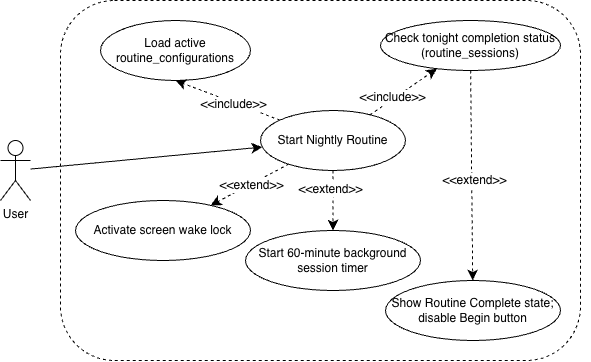 Load active
routine_configurations
Check tonight completion status
(routine_sessions)
<<include>>
<<include>>
Start Nightly Routine
User
<<extend>>
<<extend>>
<<extend>>
Activate screen wake lock
Start 60-minute background
session timer
Show Routine Complete state;
disable Begin button